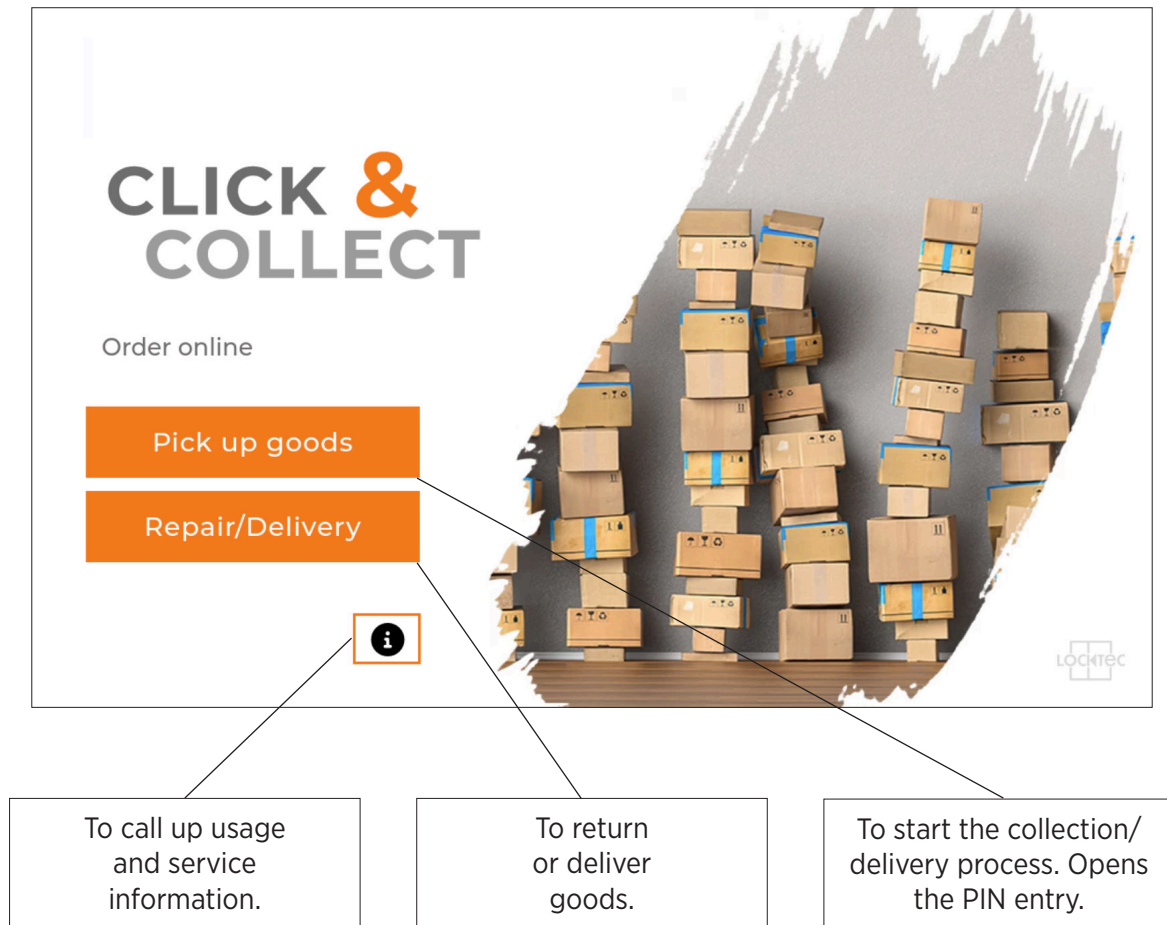 CLICK &
COLLECT
Order online
Pick up goods
Repair/Delivery
LOCKTEC
To call up usage
and service
information.
To return
or deliver
goods.
To start the collection/
delivery process. Opens
the PIN entry.